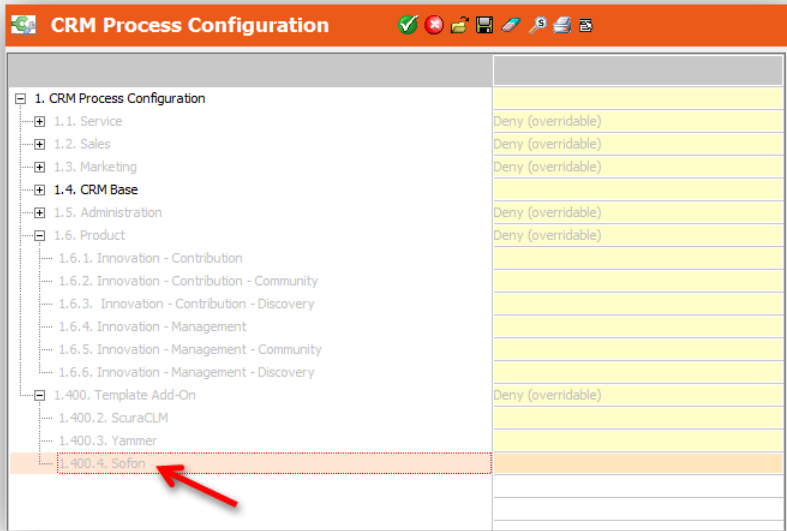 CRM Process Configuration
1. CRM Process Configuration
1.1. Service Deny (overridable)
1.2. Sales Deny (overridable)
1.3. Marketing Deny (overridable)
1.4. CRM Base
1.5. Administration Deny (overridable)
1.6. Product Deny (overridable)
1.6.1. Innovation - Contribution
1.6.2. Innovation - Contribution - Community
1.6.3. Innovation - Contribution - Discovery
1.6.4. Innovation - Management
1.6.5. Innovation - Management - Community
1.6.6. Innovation - Management - Discovery
1.400. Template Add-On Deny (overridable)
1.400.2. ScuraCLM
1.400.3. Yammer
1.400.4. Sofon